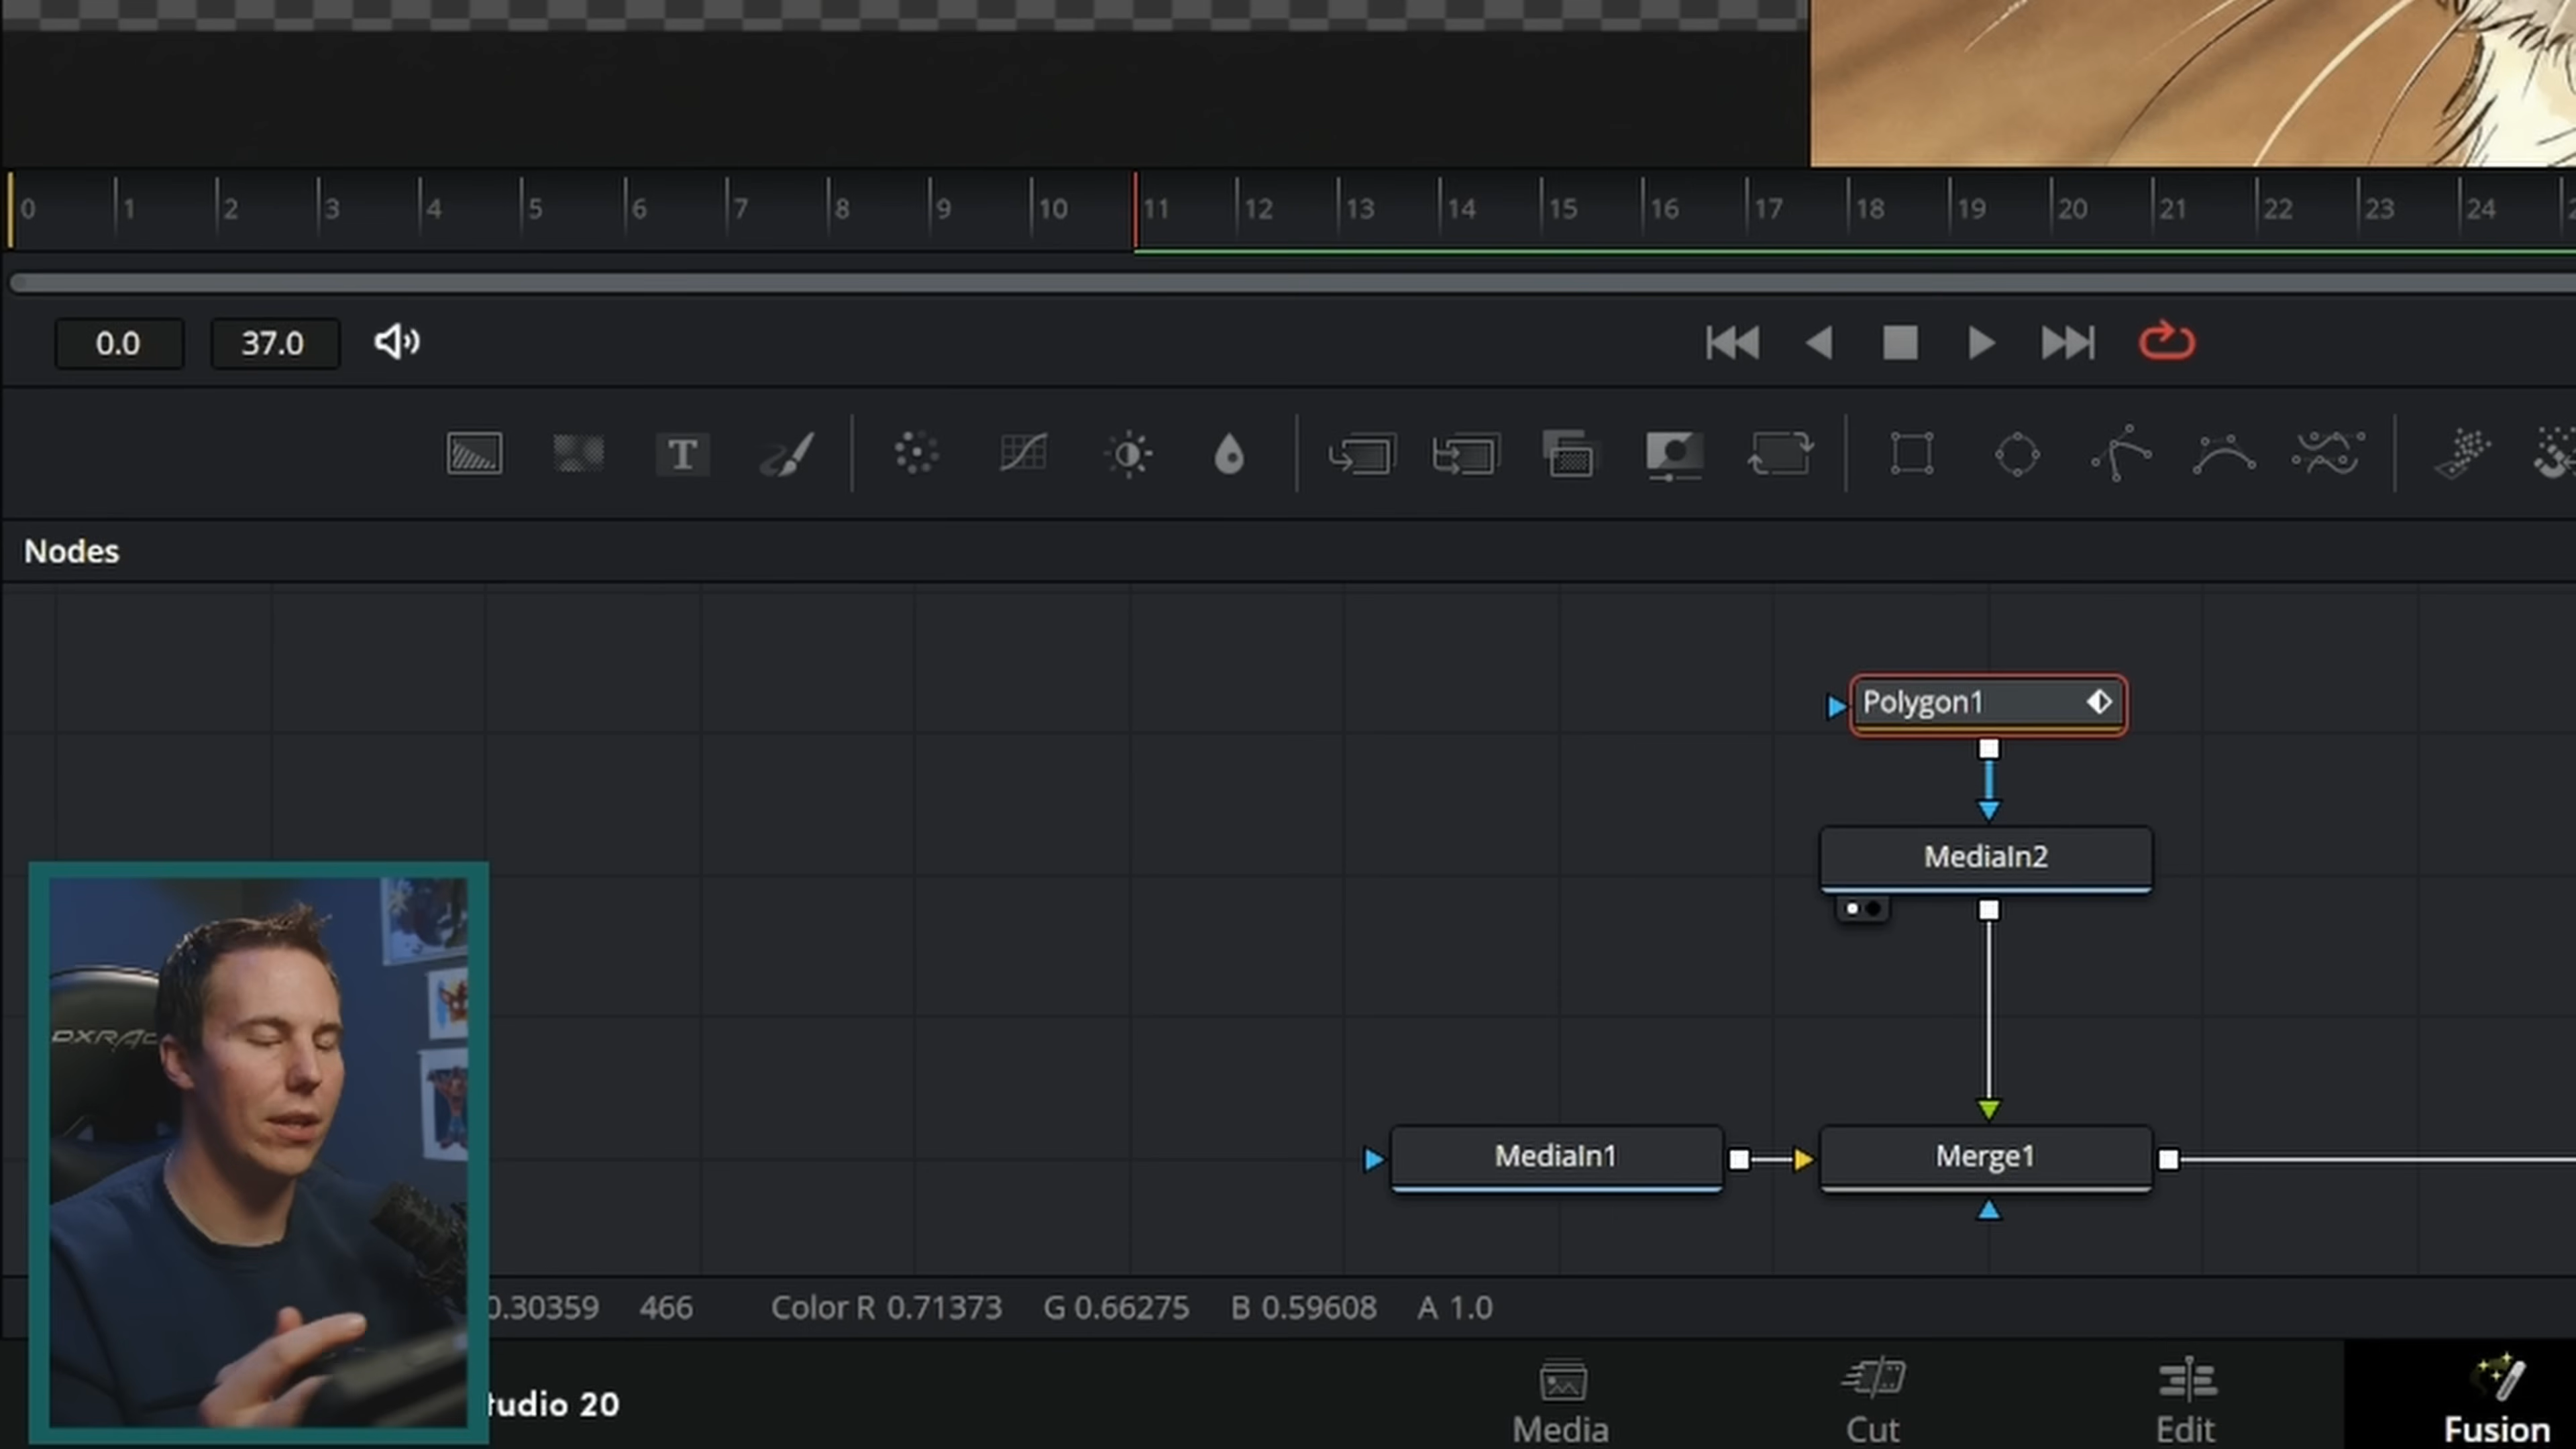 0 1 2 3 4 5 6 7 8 9 10 11 12 13 14 15 16 17 18 19 20 21 22 23 24
0.0 37.0
T
Nodes
Polygon1
MediaIn2
MediaIn1
Merge1
0.30359 466 Color R 0.71373 G 0.66275 B 0.59608 A 1.0
tudio 20
Media
Cut
Edit
Fusion